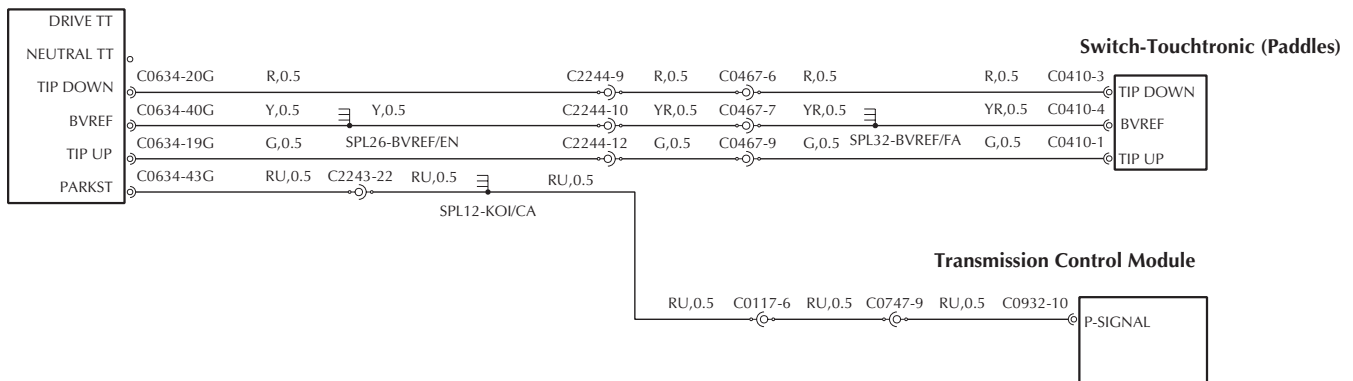 DRIVE TT
NEUTRAL TT
Switch-Touchtronic (Paddles)
C0634-20G R,0.5 C2244-9 R,0.5 C0467-6 R,0.5 R,0.5 C0410-3
TIP DOWN TIP DOWN
C0634-40G Y,0.5 Y,0.5 C2244-10 YR,0.5 C0467-7 YR,0.5 YR,0.5 C0410-4
BVREF BVREF
C0634-19G G,0.5 SPL26-BVREF/EN C2244-12 G,0.5 C0467-9 G,0.5 SPL32-BVREF/FA G,0.5 C0410-1
TIP UP TIP UP
C0634-43G RU,0.5 C2243-22 RU,0.5 RU,0.5
PARKST
SPL12-KOI/CA
Transmission Control Module
RU,0.5 C0117-6 RU,0.5 C0747-9 RU,0.5 C0932-10
P-SIGNAL